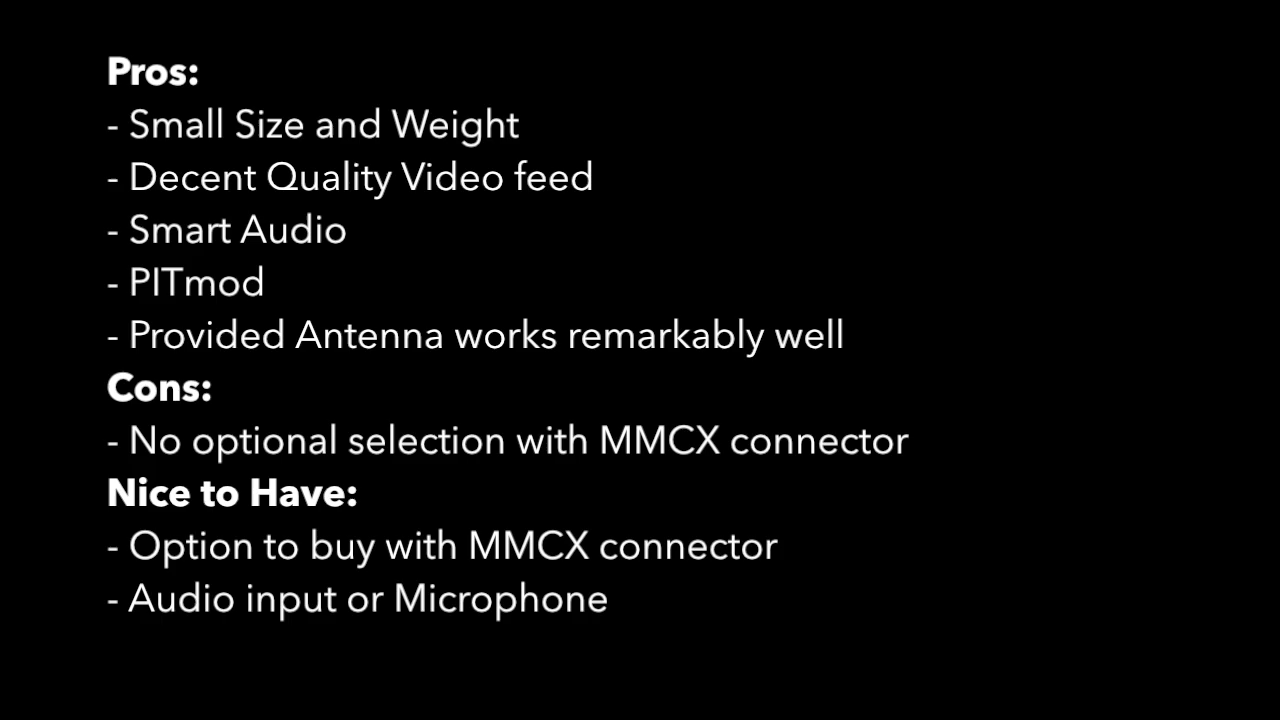 Pros:
- Small Size and Weight
- Decent Quality Video feed
- Smart Audio
- PITmod
- Provided Antenna works remarkably well
Cons:
- No optional selection with MMCX connector
Nice to Have:
- Option to buy with MMCX connector
- Audio input or Microphone